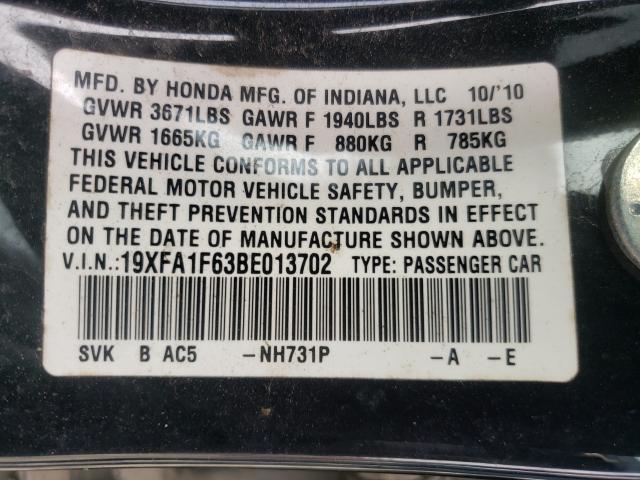 MFD. BY HONDA MFG. OF INDIANA, LLC 10/'10
GVWR 3671LBS GAWR F 1940LBS R 1731LBS
GVWR 1665KG GAWR F 880KG R 785KG
THIS VEHICLE CONFORMS TO ALL APPLICABLE
FEDERAL MOTOR VEHICLE SAFETY, BUMPER,
AND THEFT PREVENTION STANDARDS IN EFFECT
ON THE DATE OF MANUFACTURE SHOWN ABOVE.
V.I.N.:19XFA1F63BE013702 TYPE: PASSENGER CAR
SVK B AC5 -NH731P -A -E